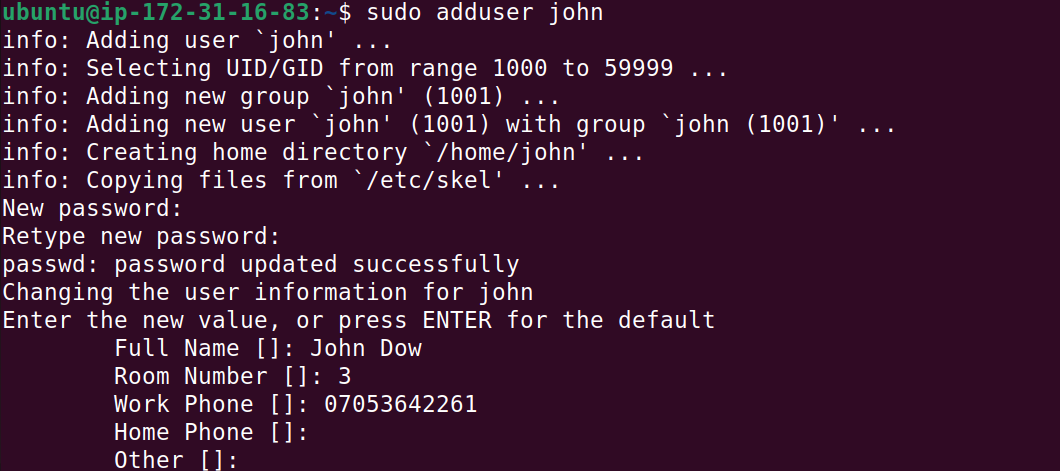 ubuntu@ip-172-31-16-83:~$ sudo adduser john
info: Adding user `john' ...
info: Selecting UID/GID from range 1000 to 59999 ...
info: Adding new group `john' (1001) ...
info: Adding new user `john' (1001) with group `john (1001)' ...
info: Creating home directory `/home/john' ...
info: Copying files from `/etc/skel' ...
New password:
Retype new password:
passwd: password updated successfully
Changing the user information for john
Enter the new value, or press ENTER for the default
        Full Name []: John Dow
        Room Number []: 3
        Work Phone []: 07053642261
        Home Phone []:
        Other []: